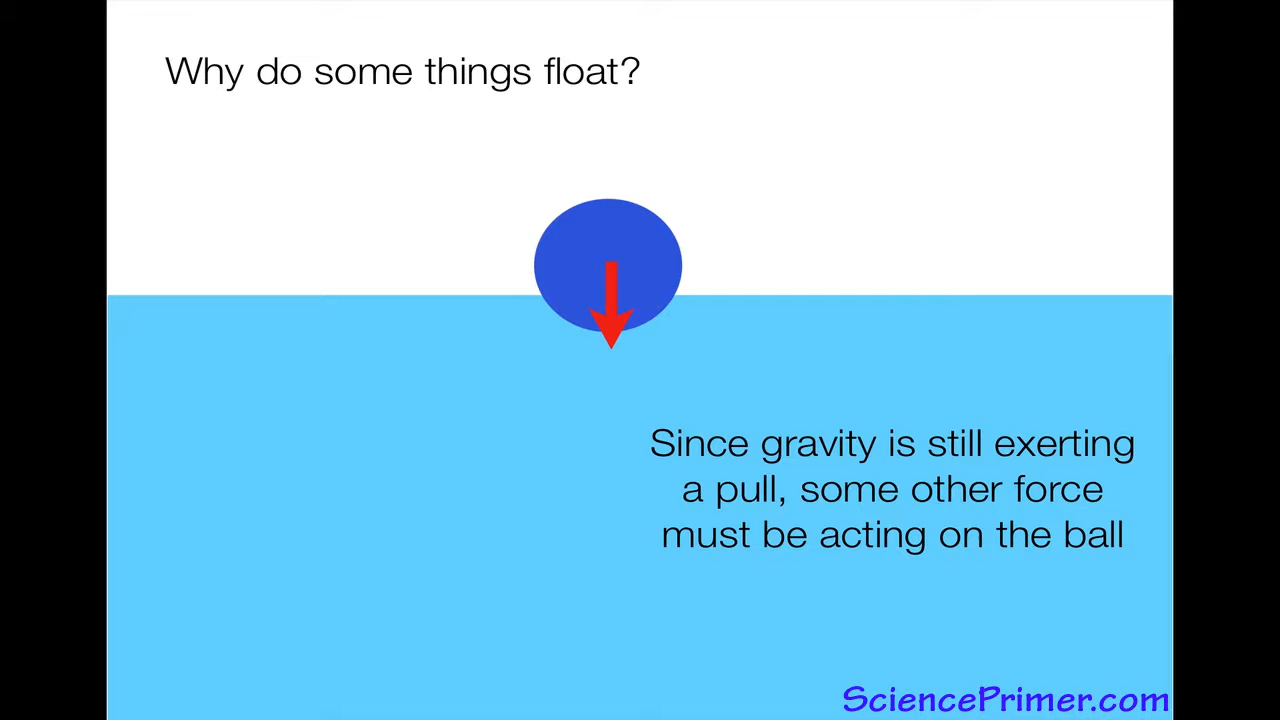 Why do some things float?
Since gravity is still exerting
a pull, some other force
must be acting on the ball
SciencePrimer.com